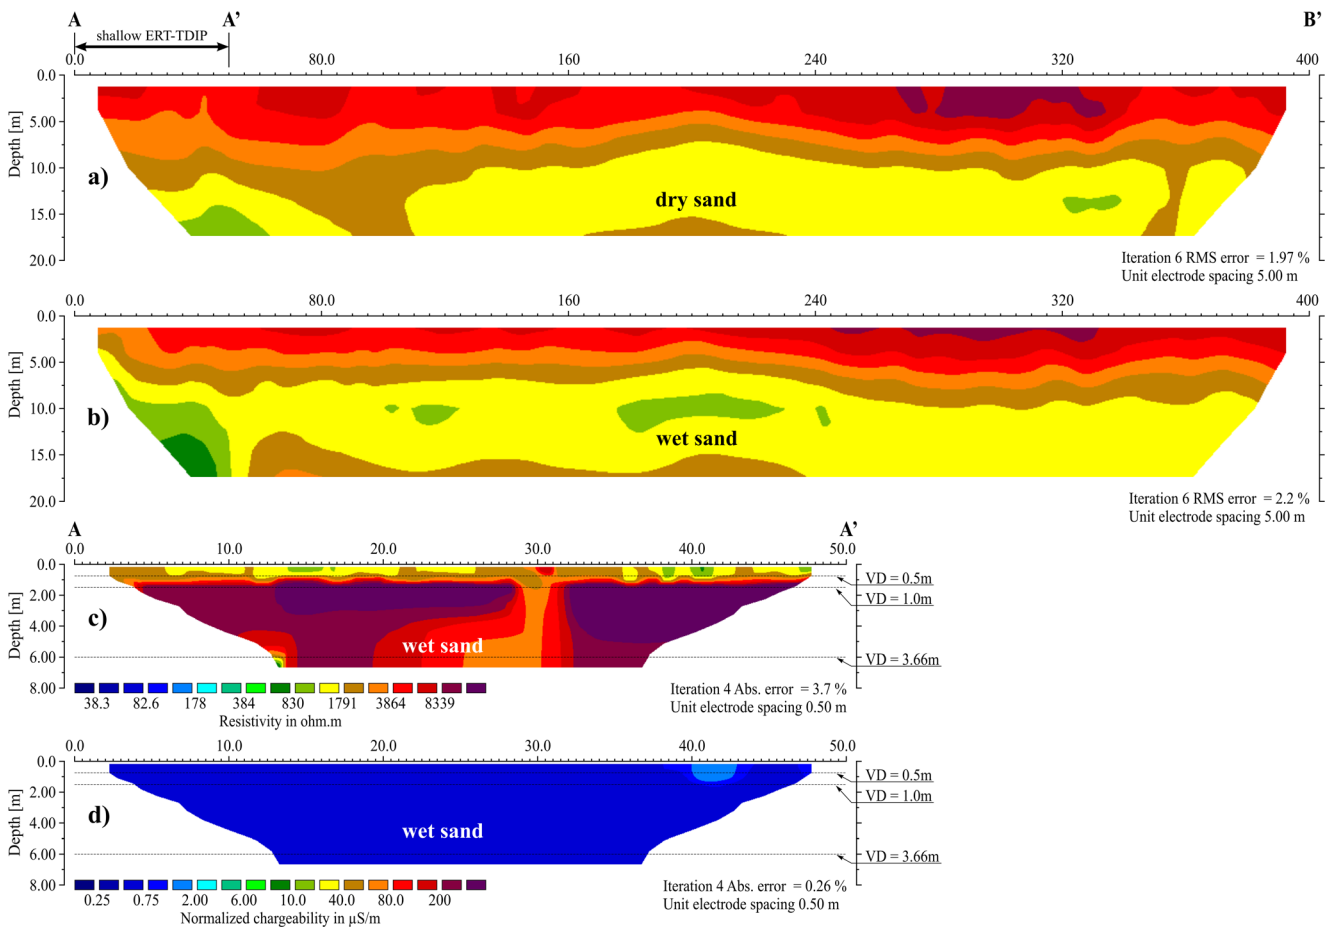 A A’ B’
shallow ERT-TDIP
0.0 80.0 160 240 320 400
0.0
5.00
10.0
15.0
20.0
Depth [m]
a)
dry sand
Iteration 6 RMS error = 1.97 %
Unit electrode spacing 5.00 m
0.0 80.0 160 240 320 400
0.0
5.00
10.0
15.0
20.0
Depth [m]
b)
wet sand
Iteration 6 RMS error = 2.2 %
Unit electrode spacing 5.00 m
A A’
0.0 10.0 20.0 30.0 40.0 50.0
0.0
2.00
4.00
6.00
8.00
Depth [m]
c)
wet sand
VD = 0.5m
VD = 1.0m
VD = 3.66m
38.3 82.6 178 384 830 1791 3864 8339
Resistivity in ohm.m
Iteration 4 Abs. error = 3.7 %
Unit electrode spacing 0.50 m
0.0 10.0 20.0 30.0 40.0 50.0
0.0
2.00
4.00
6.00
8.00
Depth [m]
d)
wet sand
VD = 0.5m
VD = 1.0m
VD = 3.66m
0.25 0.75 2.00 6.00 10.0 40.0 80.0 200
Normalized chargeability in µS/m
Iteration 4 Abs. error = 0.26 %
Unit electrode spacing 0.50 m